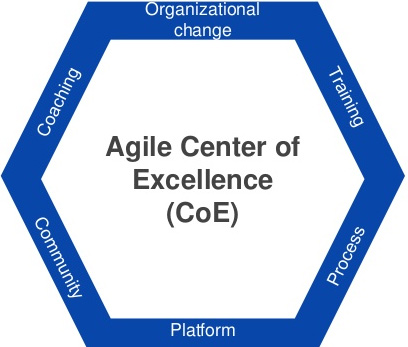 Organizational
change
Coaching
Training
Agile Center of
Excellence
(CoE)
Community
Process
Platform